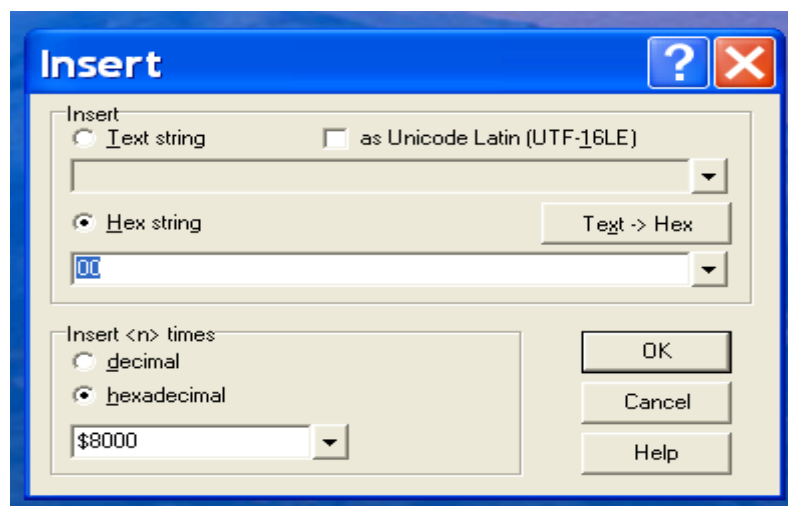 Insert
Insert
Text string
as Unicode Latin (UTF-16LE)
Hex string
Text -> Hex
00
Insert <n> times
decimal
hexadecimal
$8000
OK
Cancel
Help